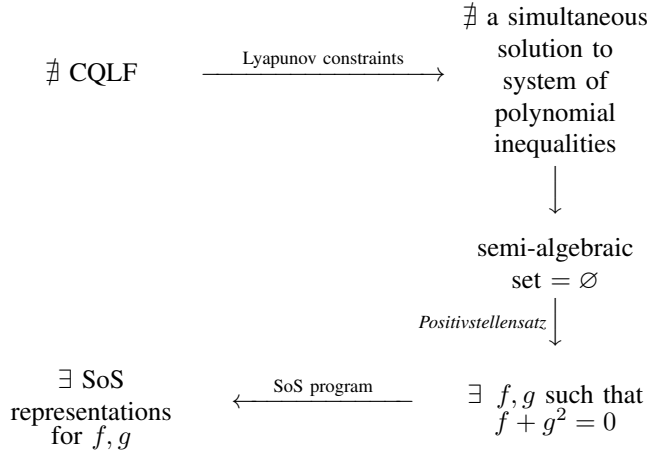 ∄ CQLF
Lyapunov constraints
∄ a simultaneous
solution to
system of
polynomial
inequalities
semi-algebraic
set = ∅
Positivstellensatz
∃ f, g such that
f + g² = 0
SoS program
∃ SoS
representations
for f, g